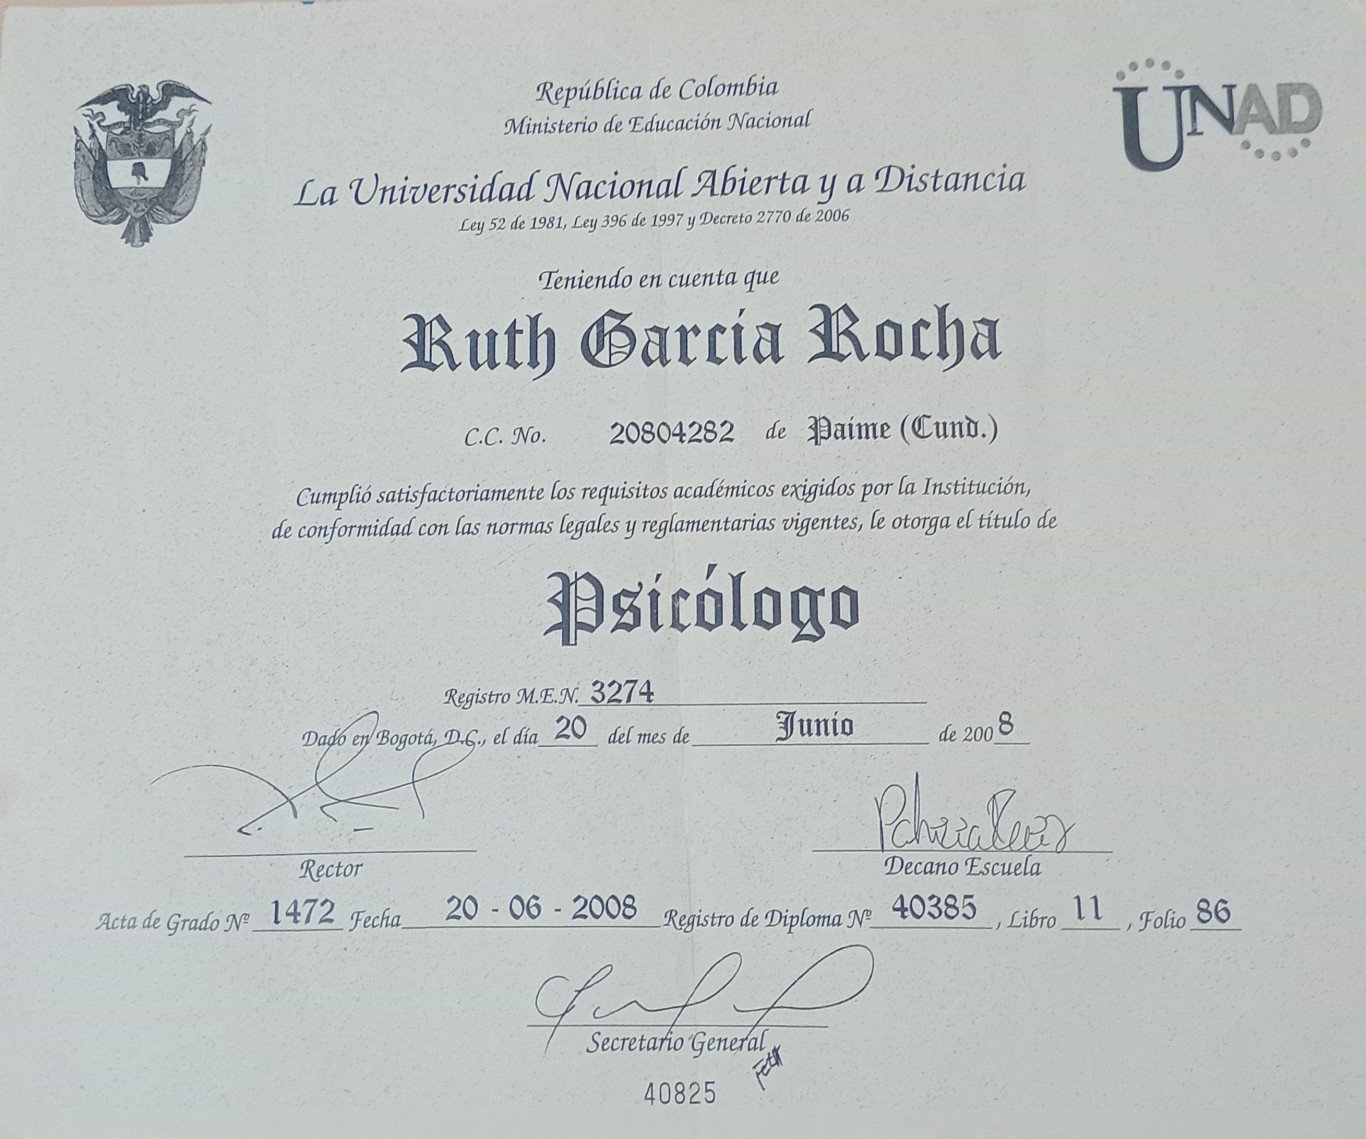 República de Colombia
Ministerio de Educación Nacional
UNAD
La Universidad Nacional Abierta y a Distancia
Ley 52 de 1981, Ley 396 de 1997 y Decreto 2770 de 2006
Teniendo en cuenta que
Ruth García Rocha
C.C. No. 20804282 de Paime (Cund.)
Cumplió satisfactoriamente los requisitos académicos exigidos por la Institución,
de conformidad con las normas legales y reglamentarias vigentes, le otorga el título de
Psicólogo
Registro M.E.N. 3274
Dado en Bogotá, D.C., el día 20 del mes de Junio de 2008
Rector
Decano Escuela
Acta de Grado Nº 1472 Fecha 20 - 06 - 2008 Registro de Diploma Nº 40385, Libro 11, Folio 86
Secretario General
40825